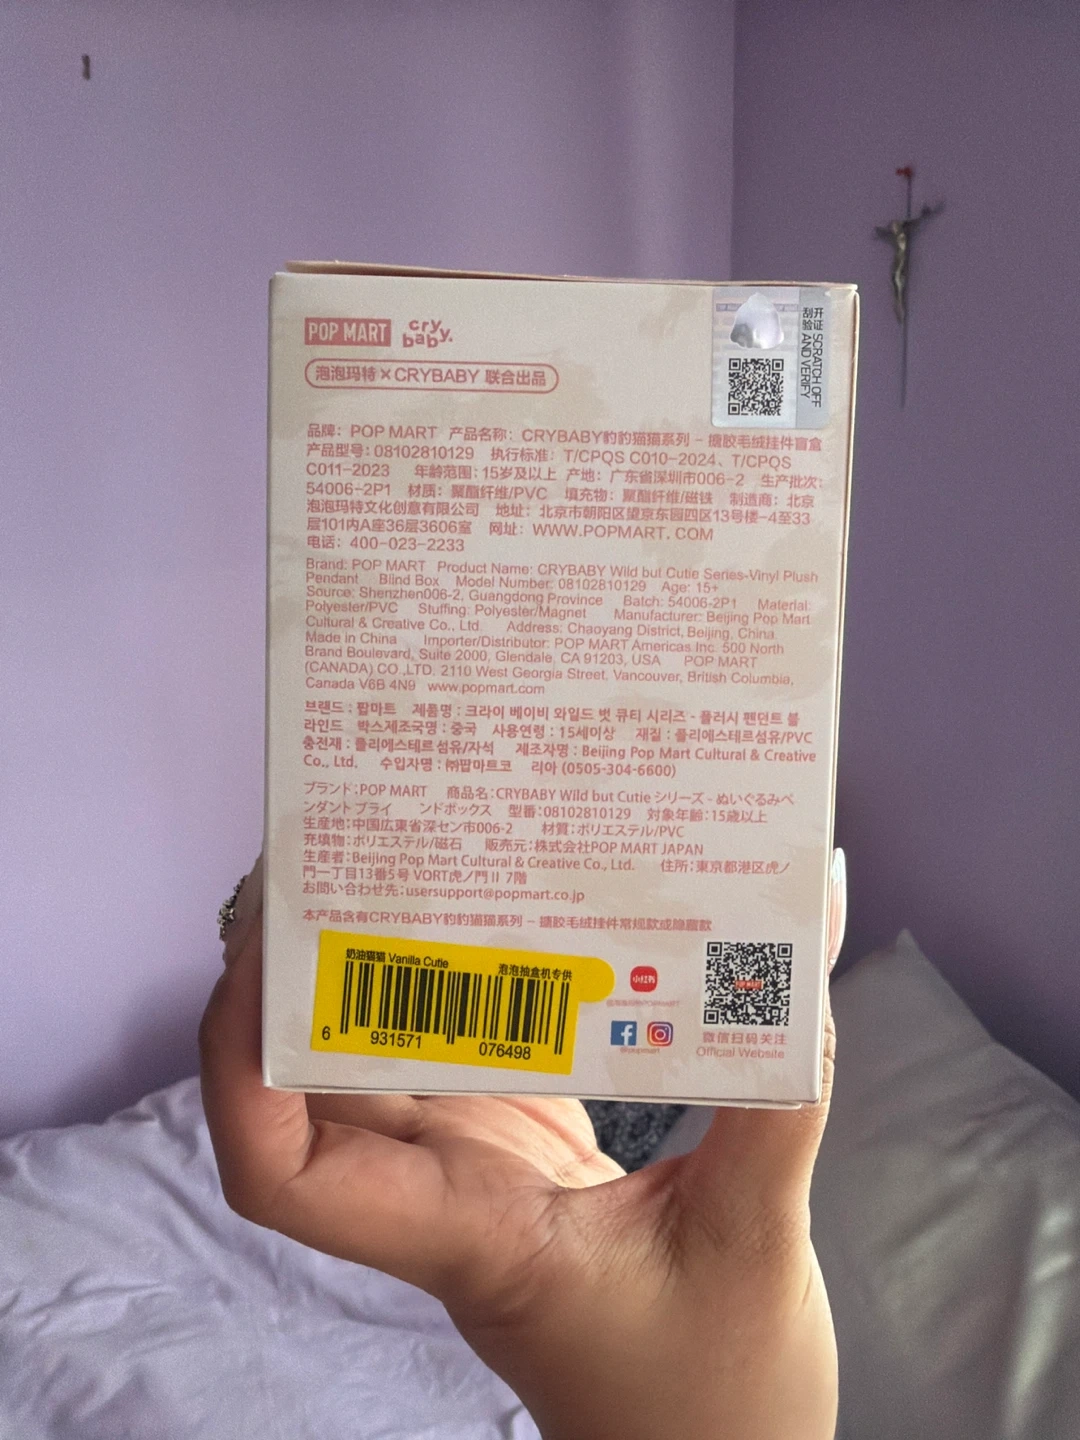 POP MART cry baby.
泡泡玛特×CRYBABY 联合出品
开证 SCRATCH OFF
刮验 AND VERIFY
品牌：POP MART 产品名称：CRYBABY豹豹猫猫系列－搪胶毛绒挂件盲盒
产品型号：08102810129 执行标准：T/CPQS C010-2024、T/CPQS
C011-2023 年龄范围：15岁及以上 产地：广东省深圳市006-2 生产批次：
54006-2P1 材质：聚酯纤维/PVC 填充物：聚酯纤维/磁铁 制造商：北京
泡泡玛特文化创意有限公司 地址：北京市朝阳区望京东园四区13号楼-4至33
层101内A座36层3606室 网址：WWW.POPMART.COM
电话：400-023-2233
Brand: POP MART Product Name: CRYBABY Wild but Cutie Series-Vinyl Plush
Pendant Blind Box Model Number: 08102810129 Age: 15+
Source: Shenzhen006-2, Guangdong Province Batch: 54006-2P1 Material:
Polyester/PVC Stuffing: Polyester/Magnet Manufacturer: Beijing Pop Mart
Cultural & Creative Co., Ltd. Address: Chaoyang District, Beijing, China
Made in China Importer/Distributor: POP MART Americas Inc. 500 North
Brand Boulevard, Suite 2000, Glendale, CA 91203, USA POP MART
(CANADA) CO.,LTD. 2110 West Georgia Street, Vancouver, British Columbia,
Canada V6B 4N9 www.popmart.com
브랜드 : 팝마트 제품명 : 크라이 베이비 와일드 벗 큐티 시리즈 - 플러시 펜던트 블
라인드 박스제조국명 : 중국 사용연령 : 15세이상 재질 : 폴리에스테르섬유/PVC
충전재 : 폴리에스테르섬유/자석 제조자명 : Beijing Pop Mart Cultural & Creative
Co., Ltd. 수입자명 : ㈜팝마트코 리아 (0505-304-6600)
ブランド：POP MART 商品名：CRYBABY Wild but Cutie シリーズ - ぬいぐるみペ
ンダント ブライ ンドボックス 型番：08102810129 対象年齢：15歳以上
生産地：中国広東省深セン市006-2 材質：ポリエステル/PVC
充填物：ポリエステル/磁石 販売元：株式会社POP MART JAPAN
生産者：Beijing Pop Mart Cultural & Creative Co., Ltd. 住所：東京都港区虎ノ
門一丁目13番5号 VORT虎ノ門Ⅱ 7階
お問い合わせ先：usersupport@popmart.co.jp
本产品含有CRYBABY豹豹猫猫系列－搪胶毛绒挂件常规款或隐藏款
奶油猫猫 Vanilla Cutie 泡泡抽盒机专供
6 931571 076498
小红书
@popmart
POP MART
微信扫码关注
Official Website